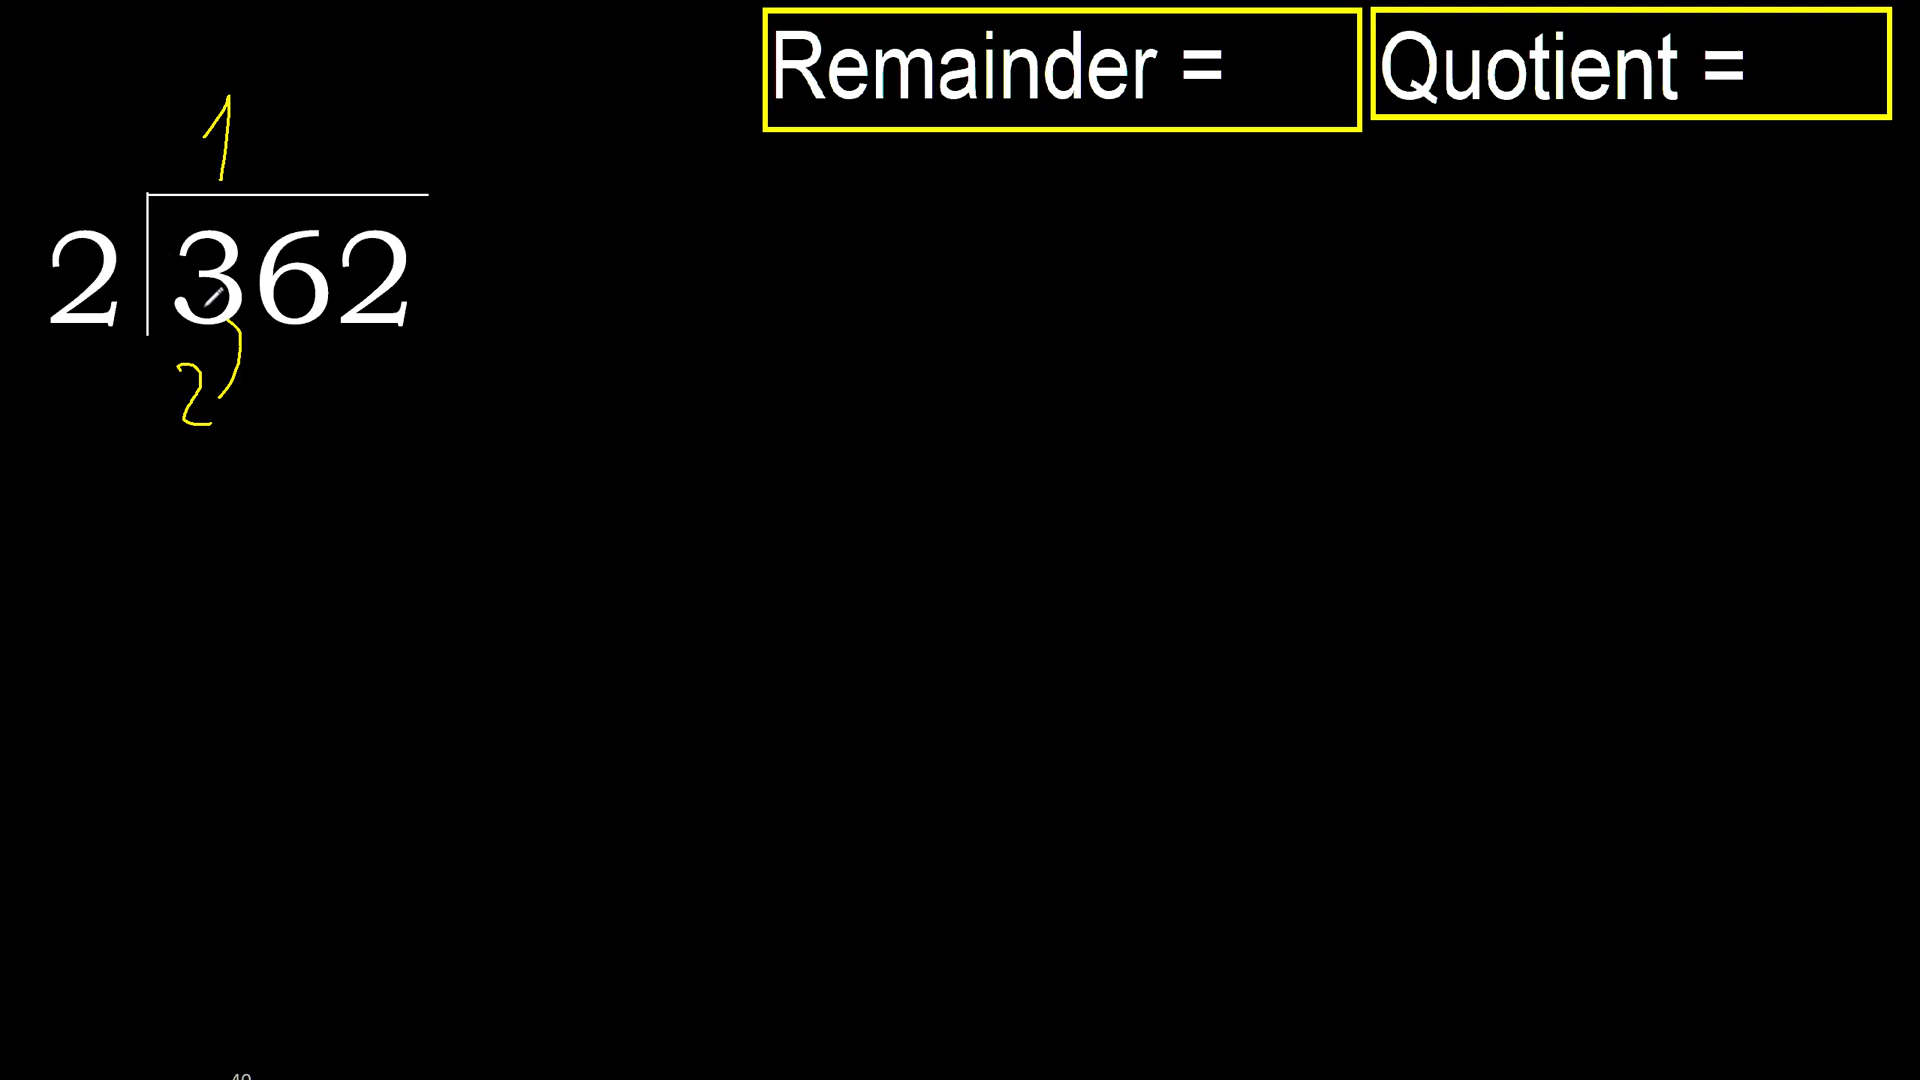 Remainder = Quotient =
1
2 362
2